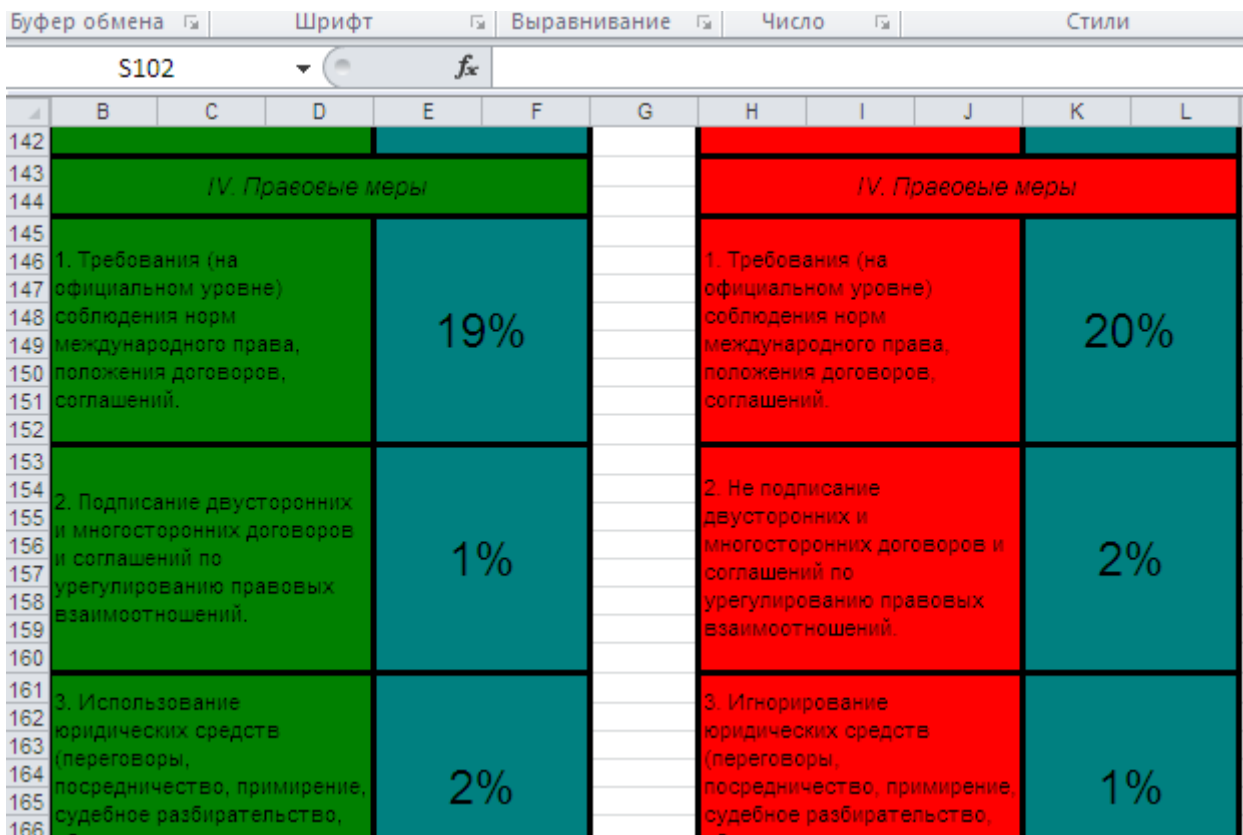 Буфер обмена Шрифт Выравнивание Число Стили
S102 fx
B C D E F G H I J K L
142
143
144
IV. Правовые меры
IV. Правовые меры
145
146
147
148
149
150
151
152
1. Требования (на
официальном уровне)
соблюдения норм
международного права,
положения договоров,
соглашений.
19%
1. Требования (на
официальном уровне)
соблюдения норм
международного права,
положения договоров,
соглашений.
20%
153
154
155
156
157
158
159
160
2. Подписание двусторонних
и многосторонних договоров
и соглашений по
урегулированию правовых
взаимоотношений.
1%
2. Не подписание
двусторонних и
многосторонних договоров и
соглашений по
урегулированию правовых
взаимоотношений.
2%
161
162
163
164
165
166
3. Использование
юридических средств
(переговоры,
посредничество, примирение,
судебное разбирательство,
2%
3. Игнорирование
юридических средств
(переговоры,
посредничество, примирение,
судебное разбирательство,
1%